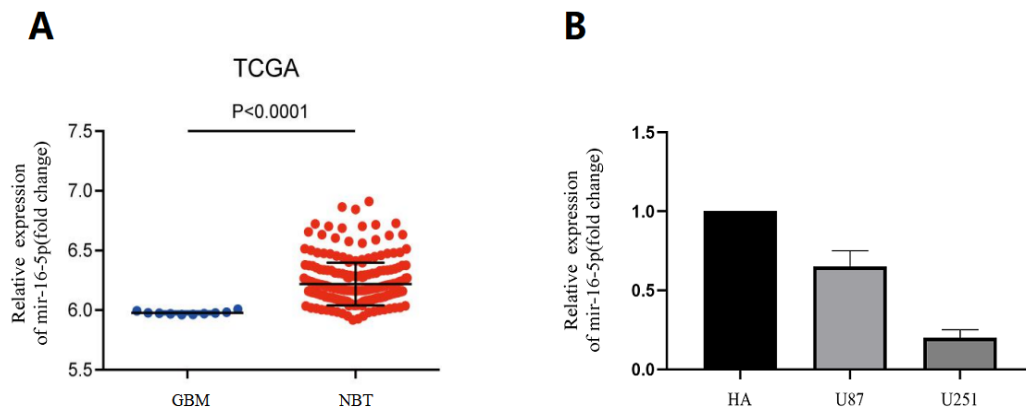 A
TCGA
P<0.0001
Relative expression
of mir-16-5p(fold change)
7.5
7.0
6.5
6.0
5.5
GBM
NBT
B
Relative expression
of mir-16-5p(fold change)
1.5
1.0
0.5
0.0
HA
U87
U251